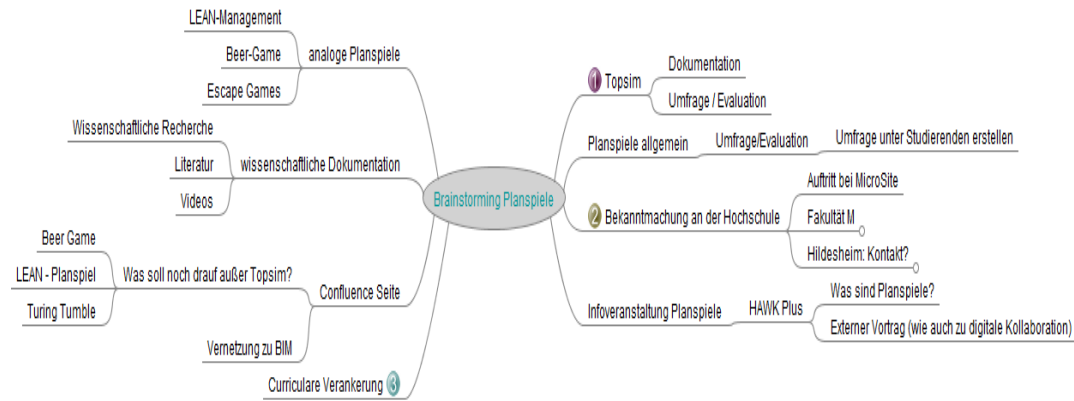 Brainstorming Planspiele
analoge Planspiele
LEAN-Management
Beer-Game
Escape Games
wissenschaftliche Dokumentation
Wissenschaftliche Recherche
Literatur
Videos
Confluence Seite
Was soll noch drauf außer Topsim?
Beer Game
LEAN - Planspiel
Turing Tumble
Vernetzung zu BIM
Curriculare Verankerung 3
1 Topsim
Dokumentation
Umfrage / Evaluation
Planspiele allgemein
Umfrage/Evaluation
Umfrage unter Studierenden erstellen
2 Bekanntmachung an der Hochschule
Auftritt bei MicroSite
Fakultät M
Hildesheim: Kontakt?
Infoveranstaltung Planspiele
HAWK Plus
Was sind Planspiele?
Externer Vortrag (wie auch zu digitale Kollaboration)